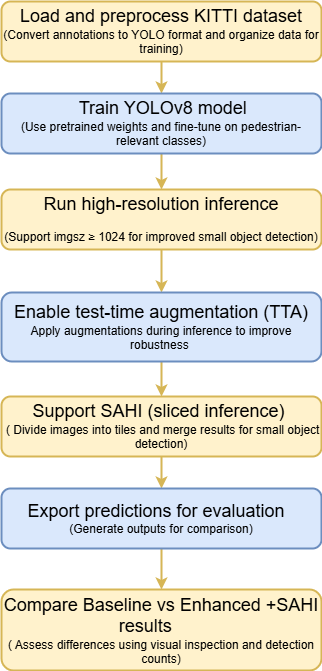 Load and preprocess KITTI dataset
(Convert annotations to YOLO format and organize data for
training)
Train YOLOv8 model
(Use pretrained weights and fine-tune on pedestrian-
relevant classes)
Run high-resolution inference
(Support imgsz ≥ 1024 for improved small object detection)
Enable test-time augmentation (TTA)
Apply augmentations during inference to improve
robustness
Support SAHI (sliced inference)
( Divide images into tiles and merge results for small object
detection)
Export predictions for evaluation
(Generate outputs for comparison)
Compare Baseline vs Enhanced +SAHI
results
( Assess differences using visual inspection and detection
counts)